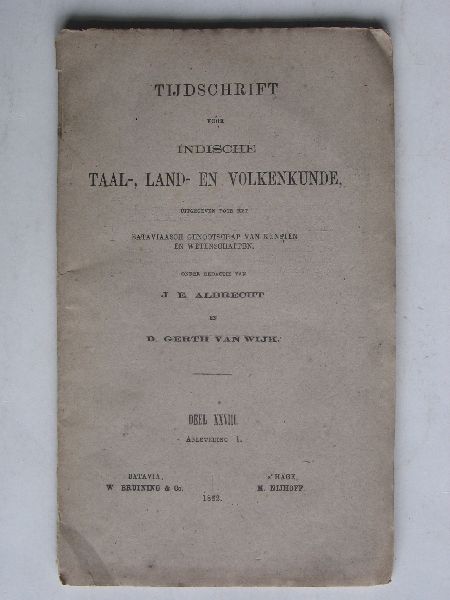 TIJDSCHRIFT
VOOR
INDISCHE
TAAL-, LAND- EN VOLKENKUNDE,
UITGEGEVEN DOOR HET
BATAVIAASCH GENOOTSCHAP VAN KUNSTEN
EN WETENSCHAPPEN.
ONDER REDACTIE VAN
J. E. ALBRECHT
EN
D. GERTH VAN WIJK.
DEEL XXVIII.
AFLEVERING 1.
BATAVIA, 's HAGE,
W. BRUINING & Co. M. NIJHOFF.
1882.